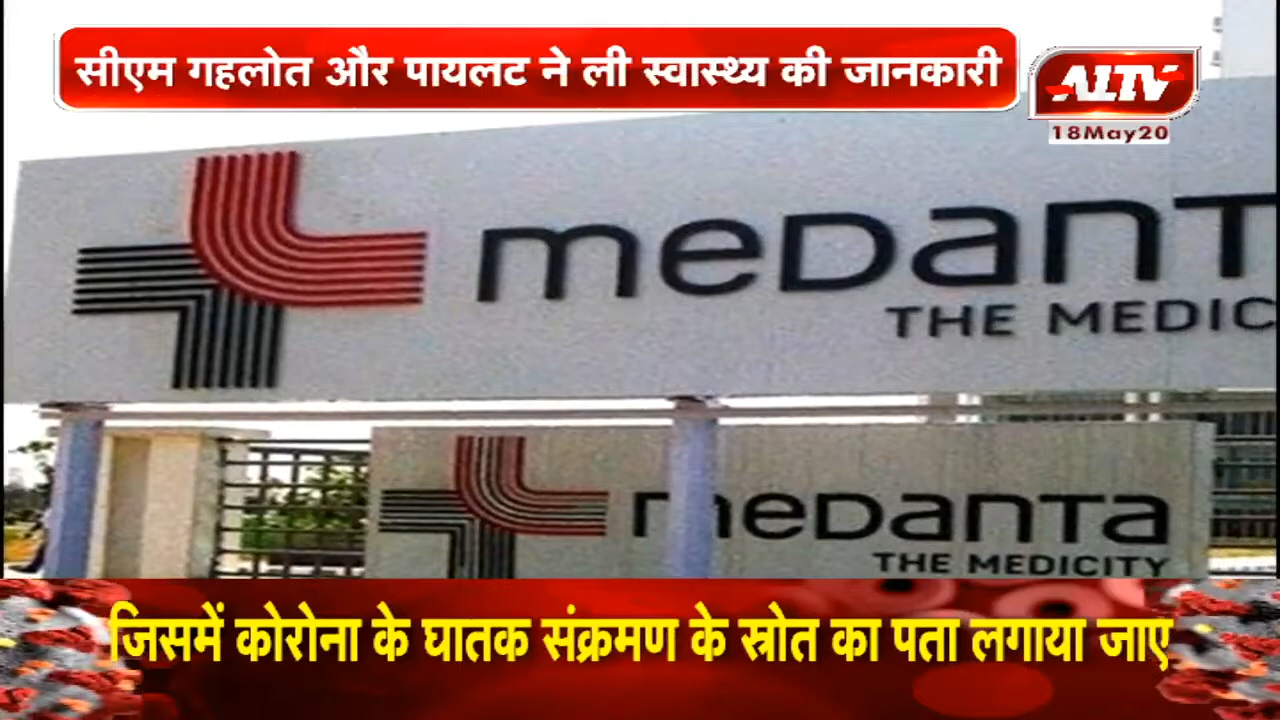 सीएम गहलोत और पायलट ने ली स्वास्थ्य की जानकारी
ALTV
18May20
meDanTa
THE MEDIC
meDanTa
THE MEDICITY
जिसमें कोरोना के घातक संक्रमण के स्रोत का पता लगाया जाए